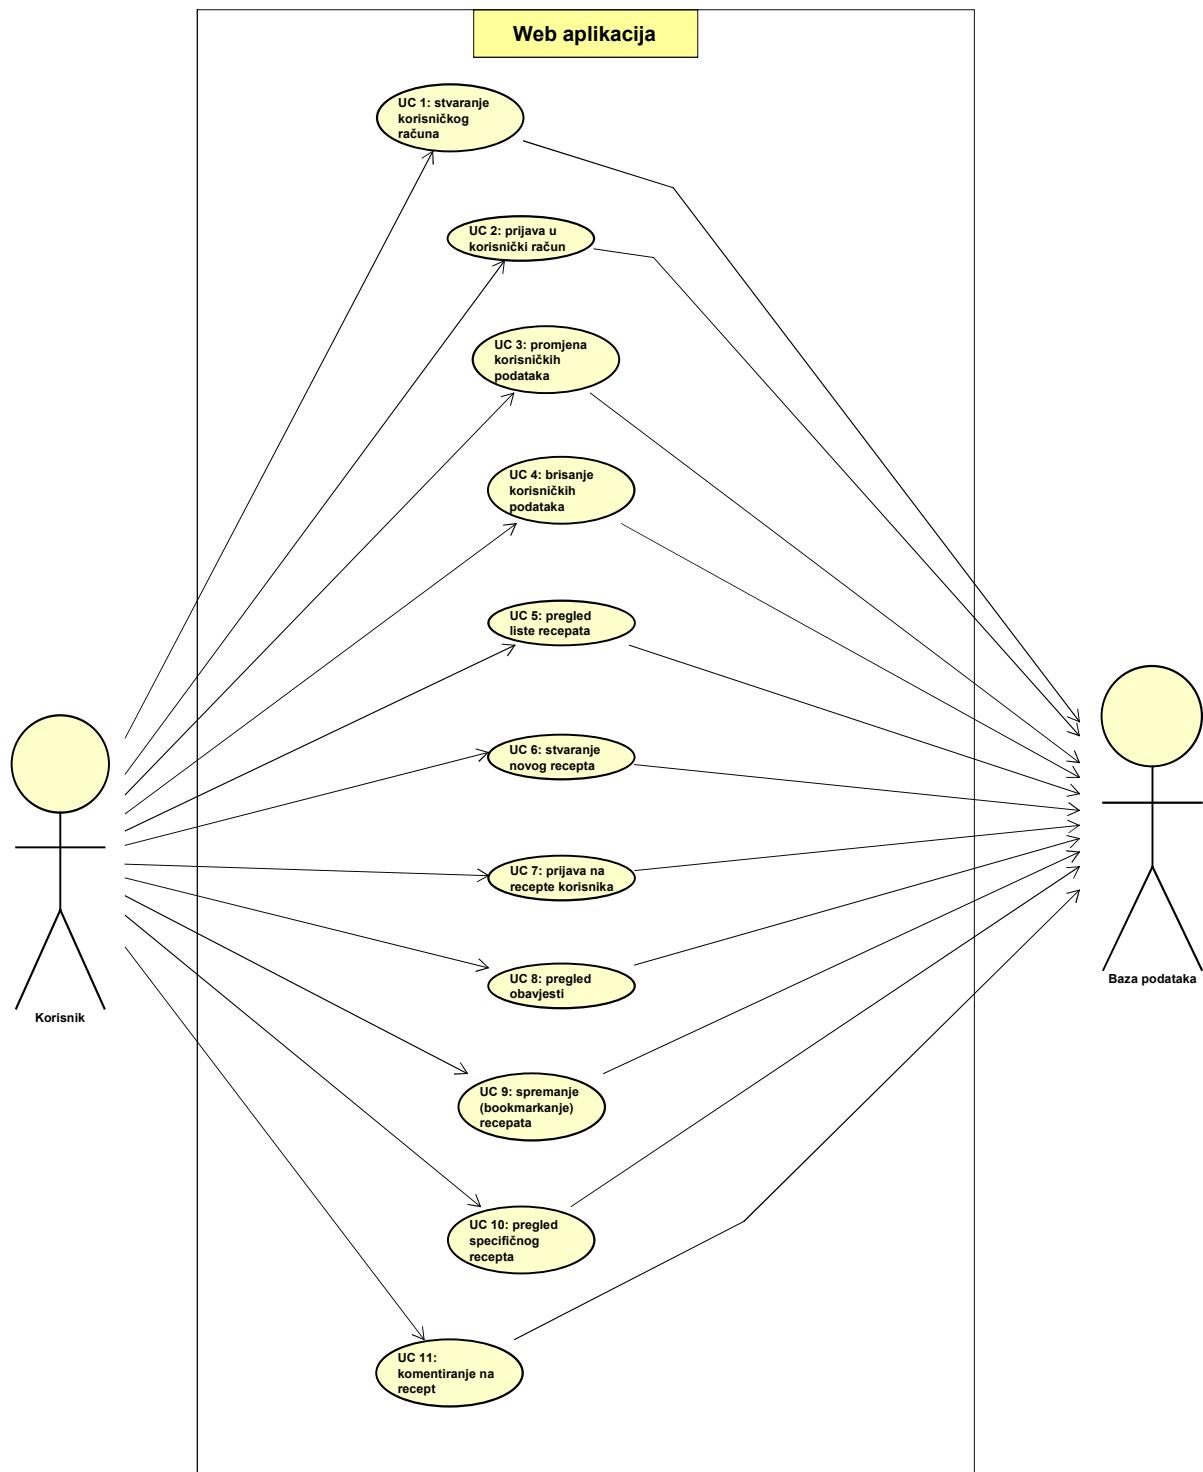 Web aplikacija
UC 1: stvaranje
korisničkog
računa
UC 2: prijava u
korisnički račun
UC 3: promjena
korisničkih
podataka
UC 4: brisanje
korisničkih
podataka
UC 5: pregled
liste recepata
UC 6: stvaranje
novog recepta
UC 7: prijava na
recepte korisnika
UC 8: pregled
obavjesti
Baza podataka
Korisnik
UC 9: spremanje
(bookmarkanje)
recepata
UC 10: pregled
specifičnog
recepta
UC 11:
komentiranje na
recept